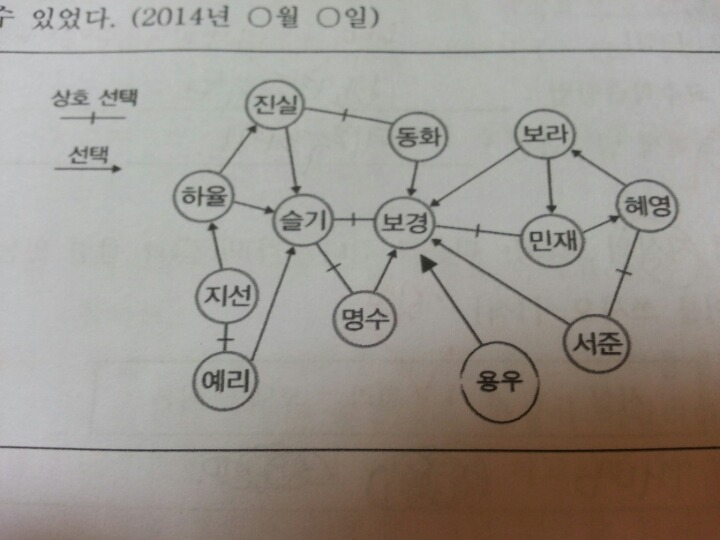 수 있었다. (2014년 ○월 ○일)
상호 선택
선택
진실
동화
보라
하율
슬기
보경
혜영
민재
지선
명수
서준
예리
용우